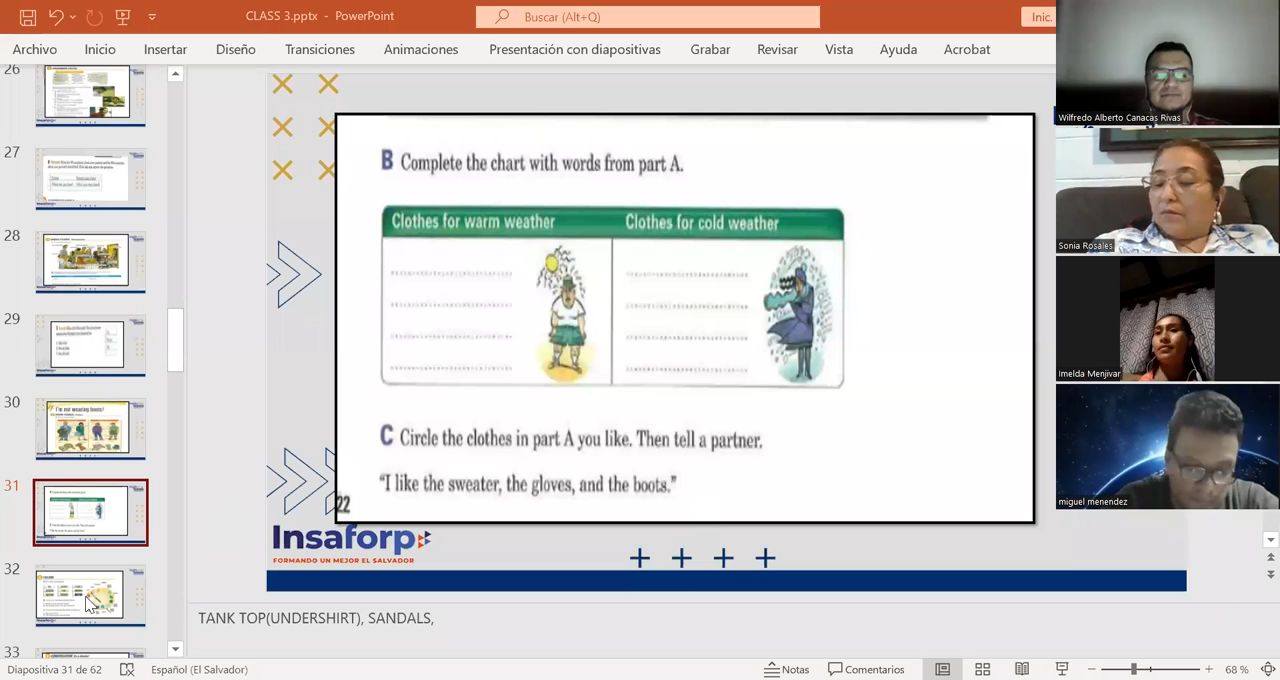 CLASS 3.pptx - PowerPoint
Buscar (Alt+Q)
Inic.
Archivo Inicio Insertar Diseño Transiciones Animaciones Presentación con diapositivas Grabar Revisar Vista Ayuda Acrobat
26
27
28
29
30
I'm not wearing boots!
31
32
33
B Complete the chart with words from part A.
Clothes for warm weather Clothes for cold weather
C Circle the clothes in part A you like. Then tell a partner.
“I like the sweater, the gloves, and the boots.”
22
Insaforp
FORMANDO UN MEJOR EL SALVADOR
TANK TOP(UNDERSHIRT), SANDALS,
Wilfredo Alberto Canacas Rivas
Sonia Rosales
Imelda Menjivar
miguel menendez
Diapositiva 31 de 62 Español (El Salvador) Notas Comentarios 68 %